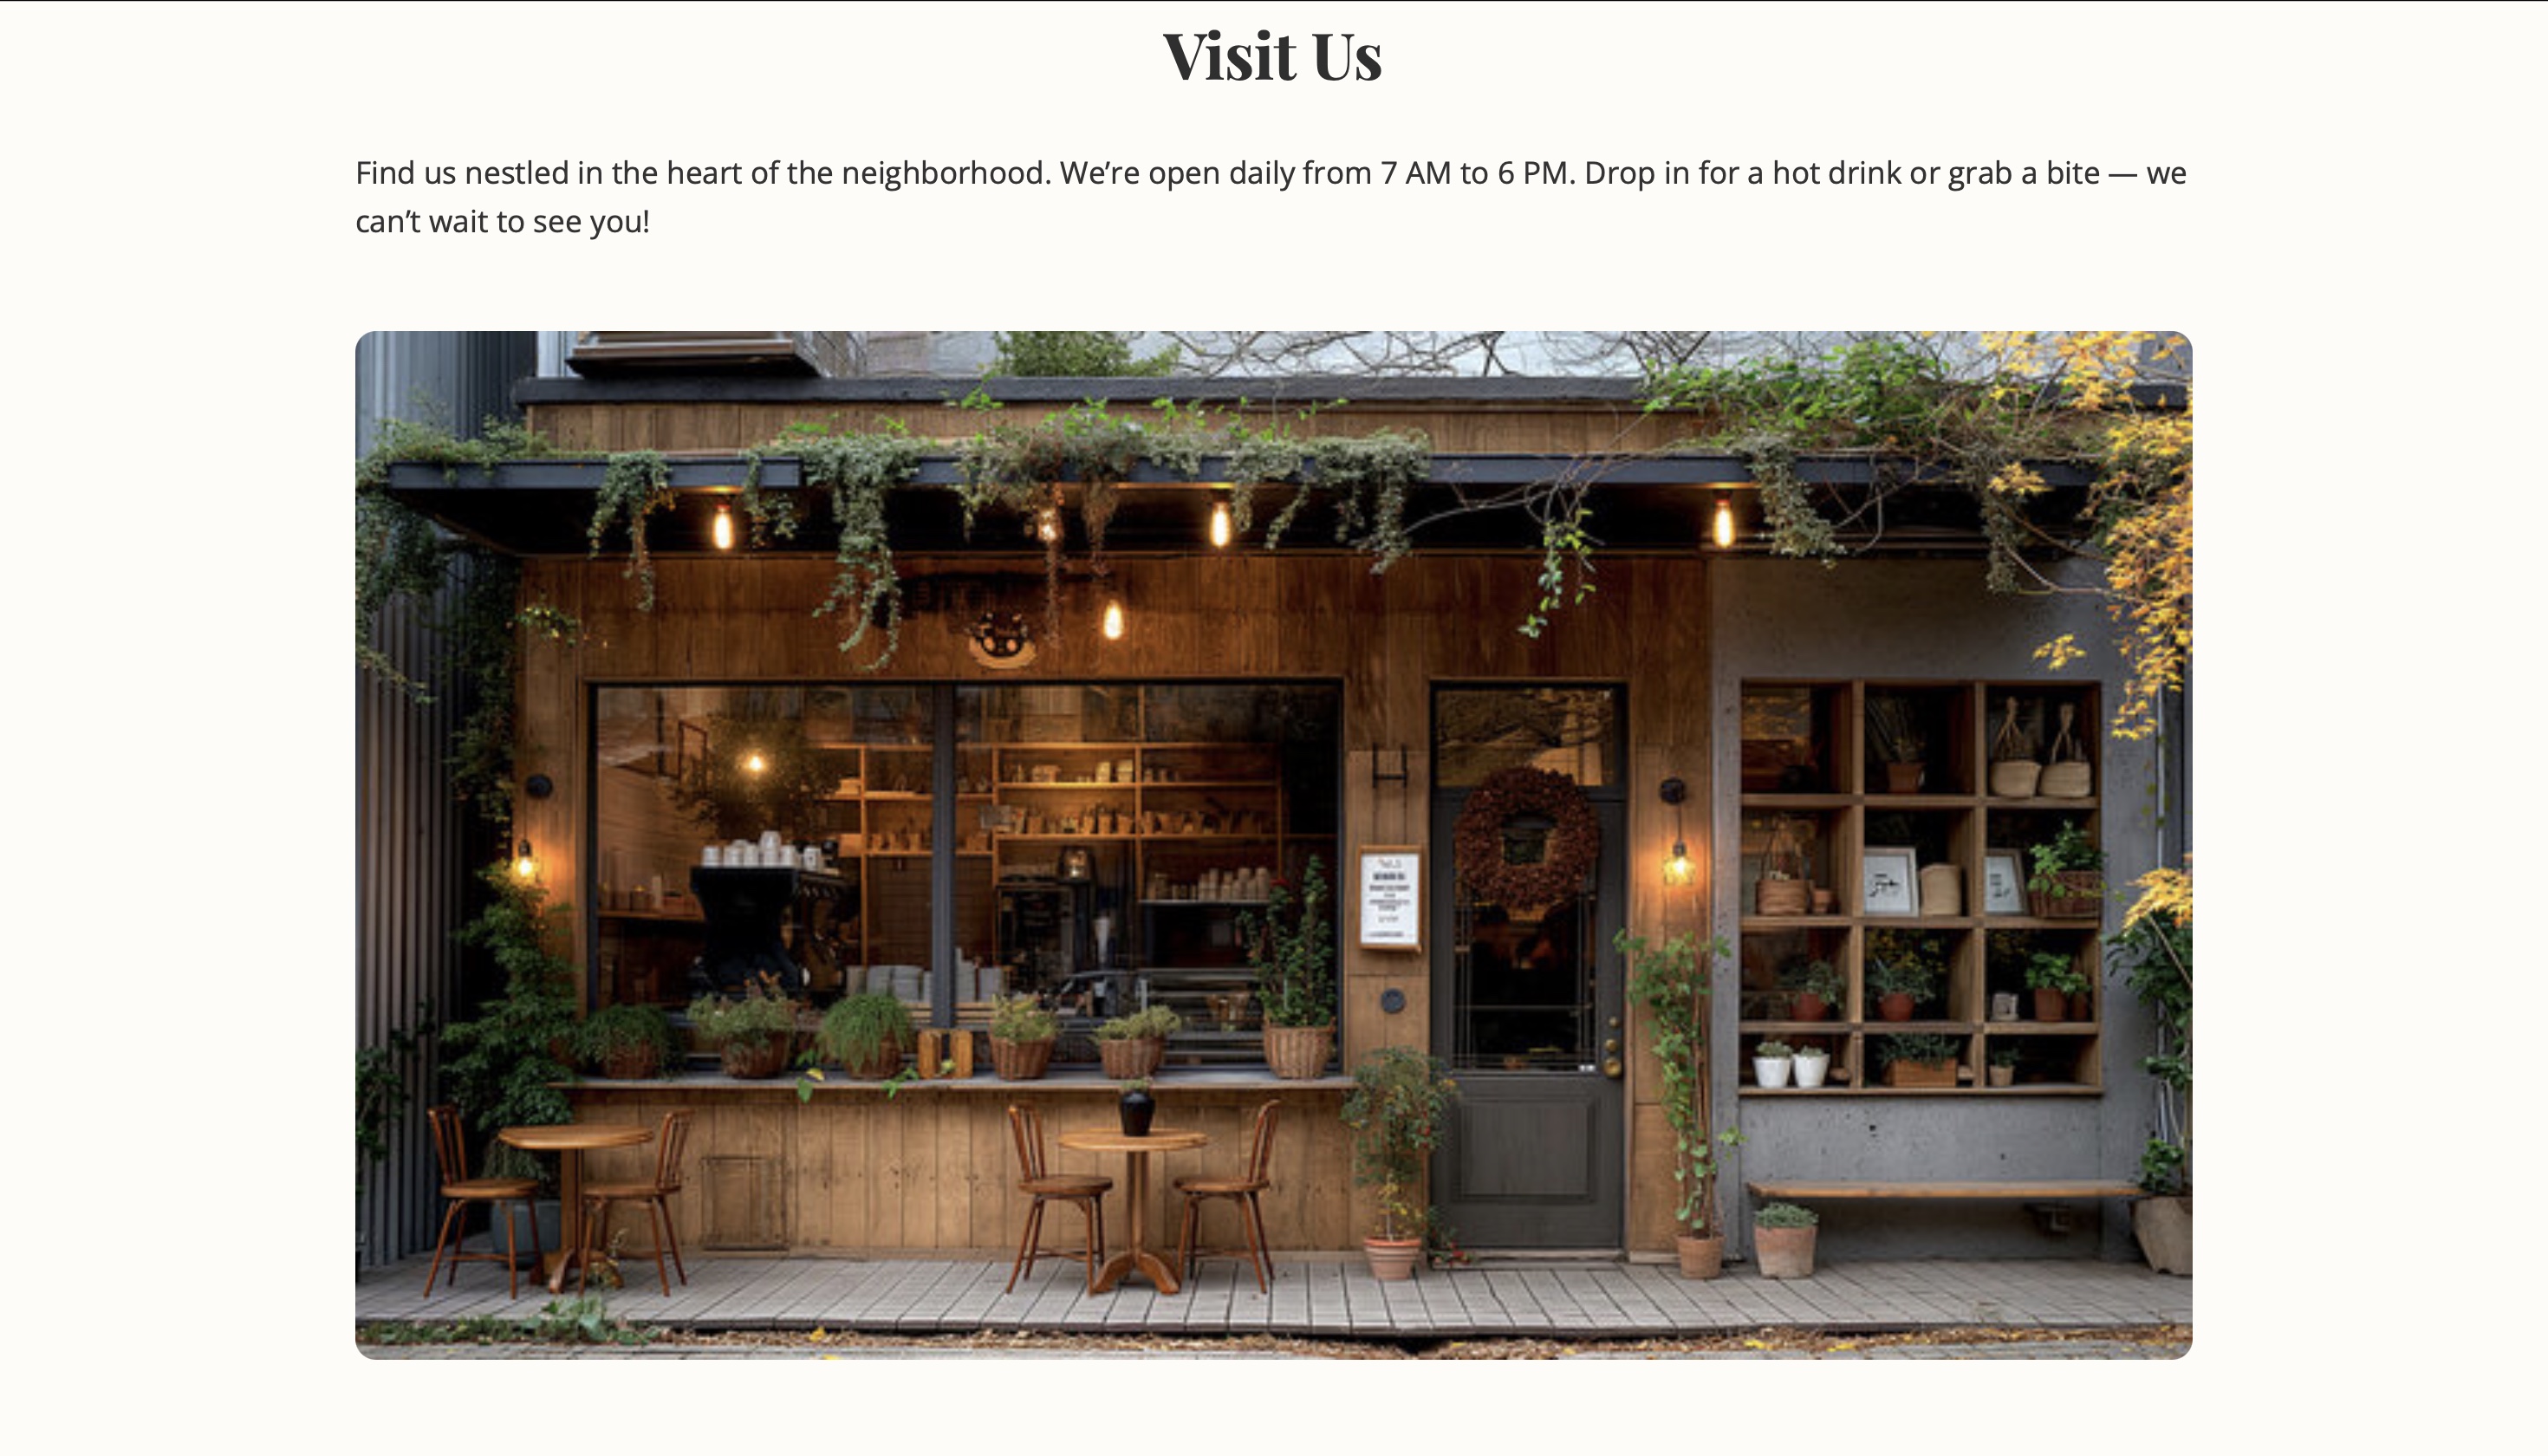 Visit Us
Find us nestled in the heart of the neighborhood. We’re open daily from 7 AM to 6 PM. Drop in for a hot drink or grab a bite — we
can’t wait to see you!